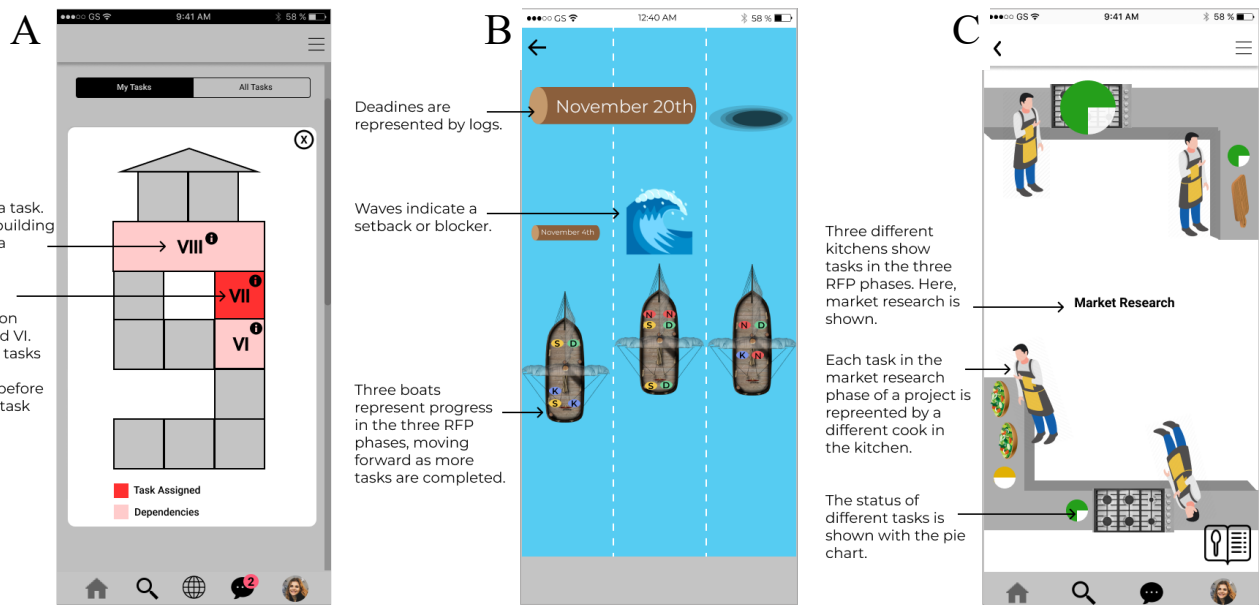 A
GS
9:41 AM
58 %
My Tasks
All Tasks
X
a task.
building
a
on
d VI.
tasks
before
task
VIII
i
VII
i
VI
i
Task Assigned
Dependencies
2
B
GS
12:40 AM
58 %
Deadines are
represented by logs.
November 20th
Waves indicate a
setback or blocker.
November 4th
Three boats
represent progress
in the three RFP
phases, moving
forward as more
tasks are completed.
S D
K
S K
N N
S D
S D
N D
K N
C
GS
9:41 AM
58 %
Three different
kitchens show
tasks in the three
RFP phases. Here,
market research is
shown.
Market Research
Each task in the
market research
phase of a project is
repreented by a
different cook in
the kitchen.
The status of
different tasks is
shown with the pie
chart.